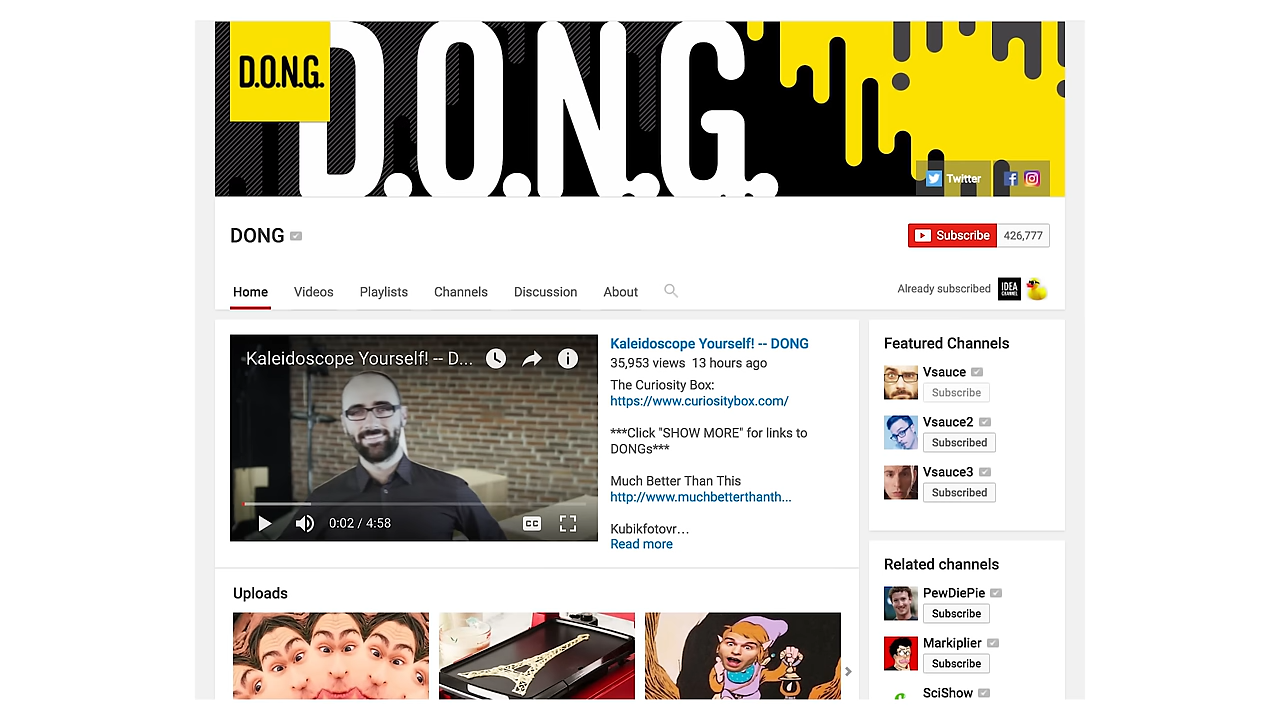 D.O.N.G.
D.O.N.G.
Twitter
DONG
Subscribe 426,777
Home Videos Playlists Channels Discussion About
Already subscribed IDEA CHANNEL
Kaleidoscope Yourself! -- D...
0:02 / 4:58
CC
Kaleidoscope Yourself! -- DONG
35,953 views 13 hours ago
The Curiosity Box:
https://www.curiositybox.com/
***Click "SHOW MORE" for links to
DONGs***
Much Better Than This
http://www.muchbetterthanth...
Kubikfotovr...
Read more
Uploads
Featured Channels
Vsauce
Subscribe
Vsauce2
Subscribed
Vsauce3
Subscribed
Related channels
PewDiePie
Subscribe
Markiplier
Subscribe
SciShow